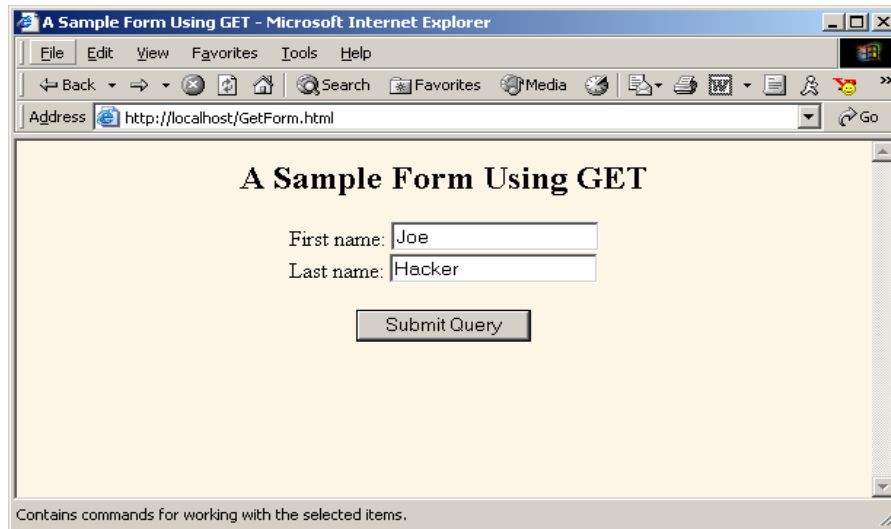 A Sample Form Using GET - Microsoft Internet Explorer
File Edit View Favorites Tools Help
Back Search Favorites Media W »
Address http://localhost/GetForm.html Go
A Sample Form Using GET
First name: Joe
Last name: Hacker
Submit Query
Contains commands for working with the selected items.